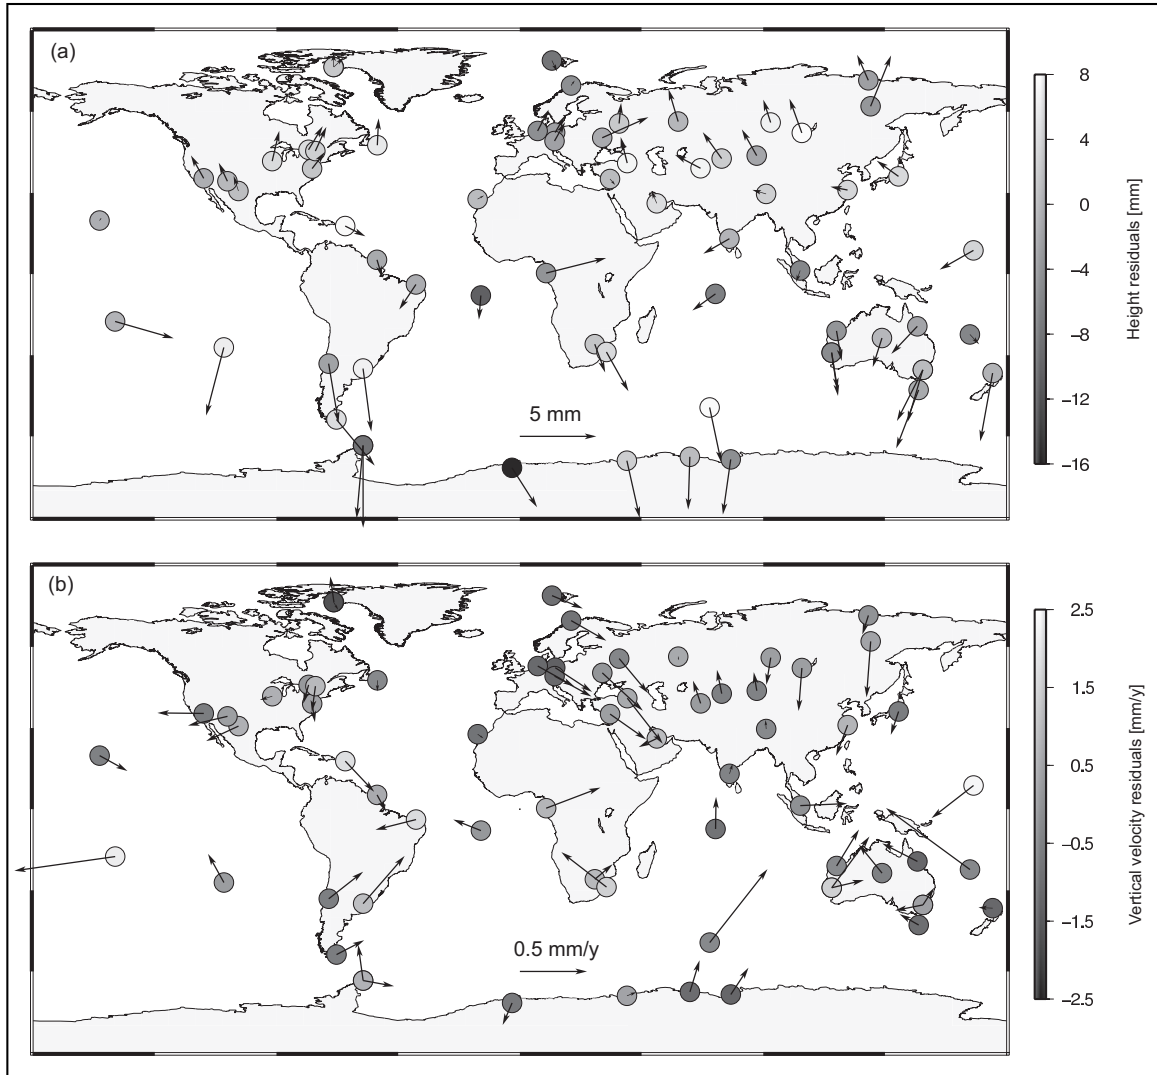 (a)
5 mm
8
4
0
−4
−8
−12
−16
Height residuals [mm]
(b)
0.5 mm/y
2.5
1.5
0.5
−0.5
−1.5
−2.5
Vertical velocity residuals [mm/y]